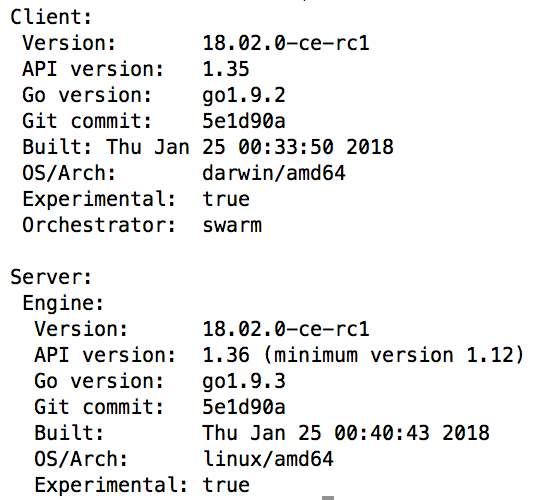 Client:
 Version:       18.02.0-ce-rc1
 API version:   1.35
 Go version:    go1.9.2
 Git commit:    5e1d90a
 Built: Thu Jan 25 00:33:50 2018
 OS/Arch:       darwin/amd64
 Experimental:  true
 Orchestrator:  swarm

Server:
 Engine:
  Version:      18.02.0-ce-rc1
  API version:  1.36 (minimum version 1.12)
  Go version:   go1.9.3
  Git commit:   5e1d90a
  Built:        Thu Jan 25 00:40:43 2018
  OS/Arch:      linux/amd64
  Experimental: true